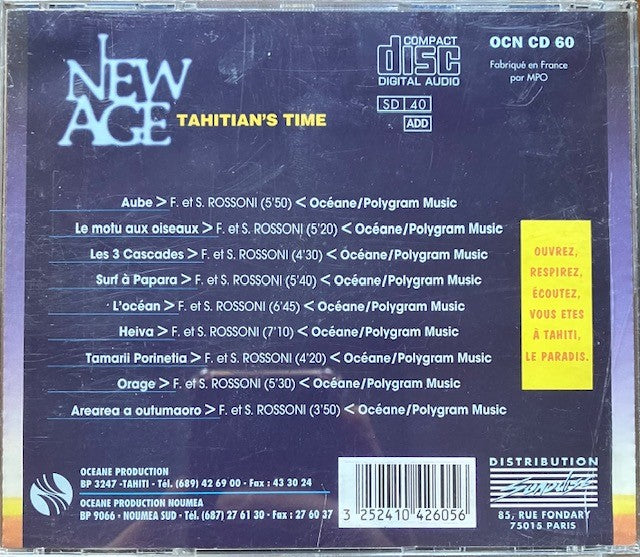 NEW
AGE TAHITIAN'S TIME
COMPACT
disc
DIGITAL AUDIO
SD 40
ADD
OCN CD 60
Fabriqué en France
par MPO
Aube > F. et S. ROSSONI (5'50) < Océane/Polygram Music
Le motu aux oiseaux > F. et S. ROSSONI (5'20) < Océane/Polygram Music
Les 3 Cascades > F. et S. ROSSONI (4'30) < Océane/Polygram Music
Surf à Papara > F. et S. ROSSONI (5'40) < Océane/Polygram Music
L'océan > F. et S. ROSSONI (6'45) < Océane/Polygram Music
Heiva > F. et S. ROSSONI (7'10) < Océane/Polygram Music
Tamarii Porinetia > F. et S. ROSSONI (4'20) < Océane/Polygram Music
Orage > F. et S. ROSSONI (5'30) < Océane/Polygram Music
Arearea a outumaoro > F. et S. ROSSONI (3'50) < Océane/Polygram Music
OUVREZ,
RESPIREZ,
ÉCOUTEZ,
VOUS ETES
À TAHITI,
LE PARADIS.
OCEANE PRODUCTION
BP 3247 - TAHITI - Tél. (689) 42 69 00 - Fax : 43 30 24
OCEANE PRODUCTION NOUMEA
BP 9066 - NOUMEA SUD - Tél. (687) 27 61 30 - Fax : 27 60 37
3 252410 426056
DISTRIBUTION
SUNRISE
85, RUE FONDARY
75015 PARIS